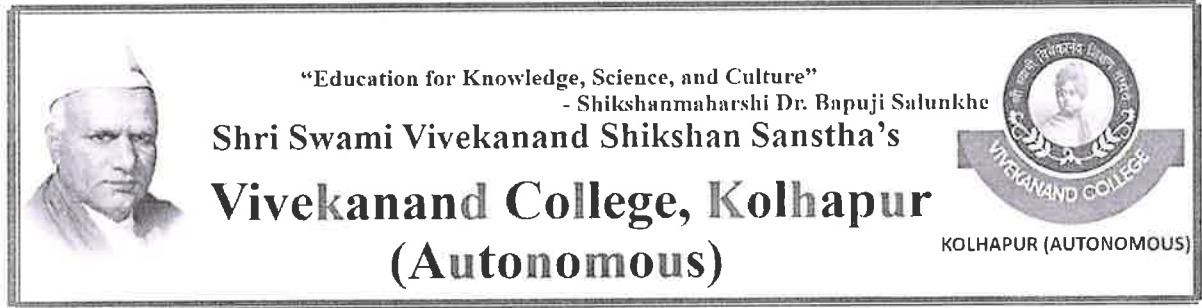 “Education for Knowledge, Science, and Culture”
- Shikshanmaharshi Dr. Bapuji Salunkhe
Shri Swami Vivekanand Shikshan Sanstha’s
Vivekanand College, Kolhapur
(Autonomous)
श्री स्वामी विवेकानंद शिक्षण संस्था
VIVEKANAND COLLEGE
KOLHAPUR (AUTONOMOUS)